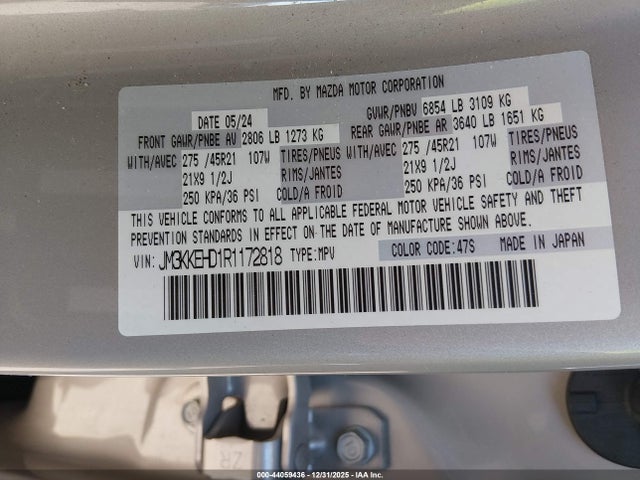 MFD. BY MAZDA MOTOR CORPORATION
DATE 05/24 GVWR/PNBV 6854 LB 3109 KG
FRONT GAWR/PNBE AV 2806 LB 1273 KG REAR GAWR/PNBE AR 3640 LB 1651 KG
WITH/AVEC 275 /45R21 107W TIRES/PNEUS WITH/AVEC 275 /45R21 107W TIRES/PNEUS
21X9 1/2J RIMS/JANTES 21X9 1/2J RIMS/JANTES
250 KPA/36 PSI COLD/A FROID 250 KPA/36 PSI COLD/A FROID
THIS VEHICLE CONFORMS TO ALL APPLICABLE FEDERAL MOTOR VEHICLE SAFETY AND THEFT
PREVENTION STANDARDS IN EFFECT ON THE DATE OF MANUFACTURE SHOWN ABOVE.
VIN: JM3KKEHD1R1172818 TYPE:MPV COLOR CODE:47S MADE IN JAPAN
ZR
000-44059436 - 12/31/2025 - IAA Inc.